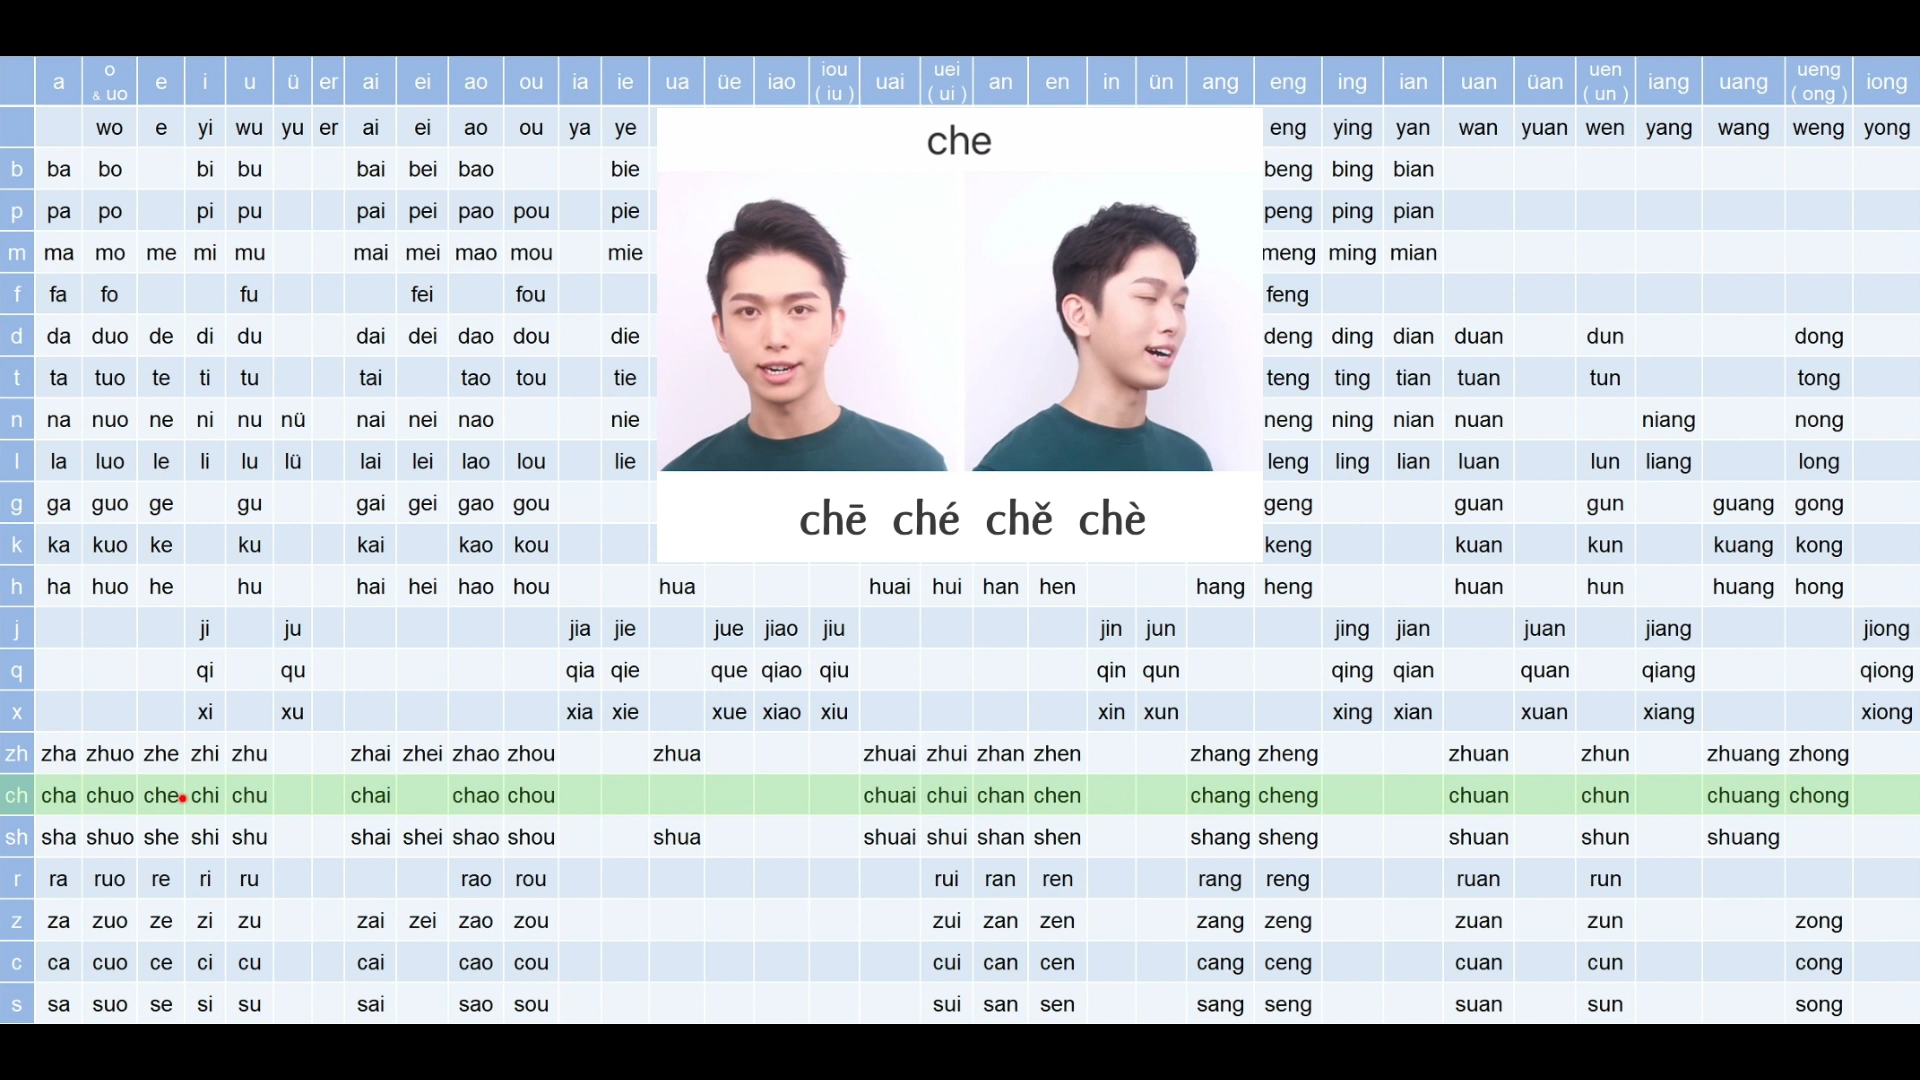 a o & uo e i u ü er ai ei ao ou ia ie ua üe iao iou ( iu ) uai uei ( ui ) an en in ün ang eng ing ian uan üan uen ( un ) iang uang ueng ( ong ) iong
wo e yi wu yu er ai ei ao ou ya ye eng ying yan wan yuan wen yang wang weng yong
che
b ba bo bi bu bai bei bao bie beng bing bian
p pa po pi pu pai pei pao pou pie peng ping pian
m ma mo me mi mu mai mei mao mou mie meng ming mian
f fa fo fu fei fou feng
d da duo de di du dai dei dao dou die deng ding dian duan dun dong
t ta tuo te ti tu tai tao tou tie teng ting tian tuan tun tong
n na nuo ne ni nu nü nai nei nao nie neng ning nian nuan niang nong
l la luo le li lu lü lai lei lao lou lie leng ling lian luan lun liang long
g ga guo ge gu gai gei gao gou geng guan gun guang gong
chē ché chě chè
k ka kuo ke ku kai kao kou keng kuan kun kuang kong
h ha huo he hu hai hei hao hou hua huai hui han hen hang heng huan hun huang hong
j ji ju jia jie jue jiao jiu jin jun jing jian juan jiang jiong
q qi qu qia qie que qiao qiu qin qun qing qian quan qiang qiong
x xi xu xia xie xue xiao xiu xin xun xing xian xuan xiang xiong
zh zha zhuo zhe zhi zhu zhai zhei zhao zhou zhua zhuai zhui zhan zhen zhang zheng zhuan zhun zhuang zhong
ch cha chuo che chi chu chai chao chou chuai chui chan chen chang cheng chuan chun chuang chong
sh sha shuo she shi shu shai shei shao shou shua shuai shui shan shen shang sheng shuan shun shuang
r ra ruo re ri ru rao rou rui ran ren rang reng ruan run
z za zuo ze zi zu zai zei zao zou zui zan zen zang zeng zuan zun zong
c ca cuo ce ci cu cai cao cou cui can cen cang ceng cuan cun cong
s sa suo se si su sai sao sou sui san sen sang seng suan sun song